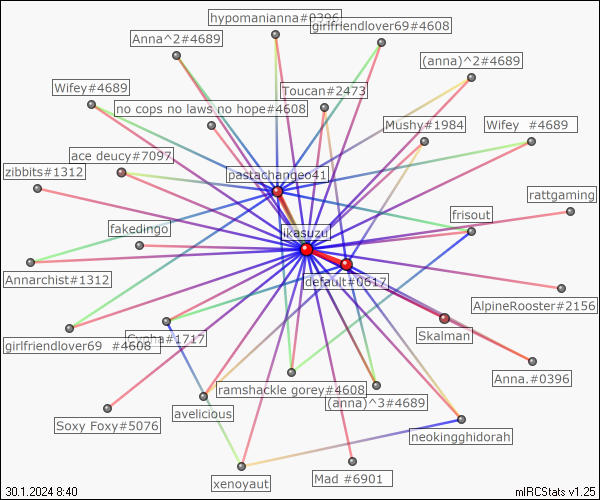 hypomanianna#0396
girlfriendlover69#4608
Anna^2#4689
(anna)^2#4689
Wifey#4689
Toucan#2473
no cops no laws no hope#4608
Mushy#1984
Wifey  #4689
ace deucy#7097
zibbits#1312
pastachangeo41
rattgaming
frisout
fakedingo
ikasuzu
Annarchist#1312
default#0617
AlpineRooster#2156
Skalman
girlfriendlover69  #4608
Cypha#1717
Anna.#0396
ramshackle gorey#4608
(anna)^3#4689
Soxy Foxy#5076
avelicious
neokingghidorah
xenoyaut
Mad #6901
30.1.2024 8:40
mIRCStats v1.25